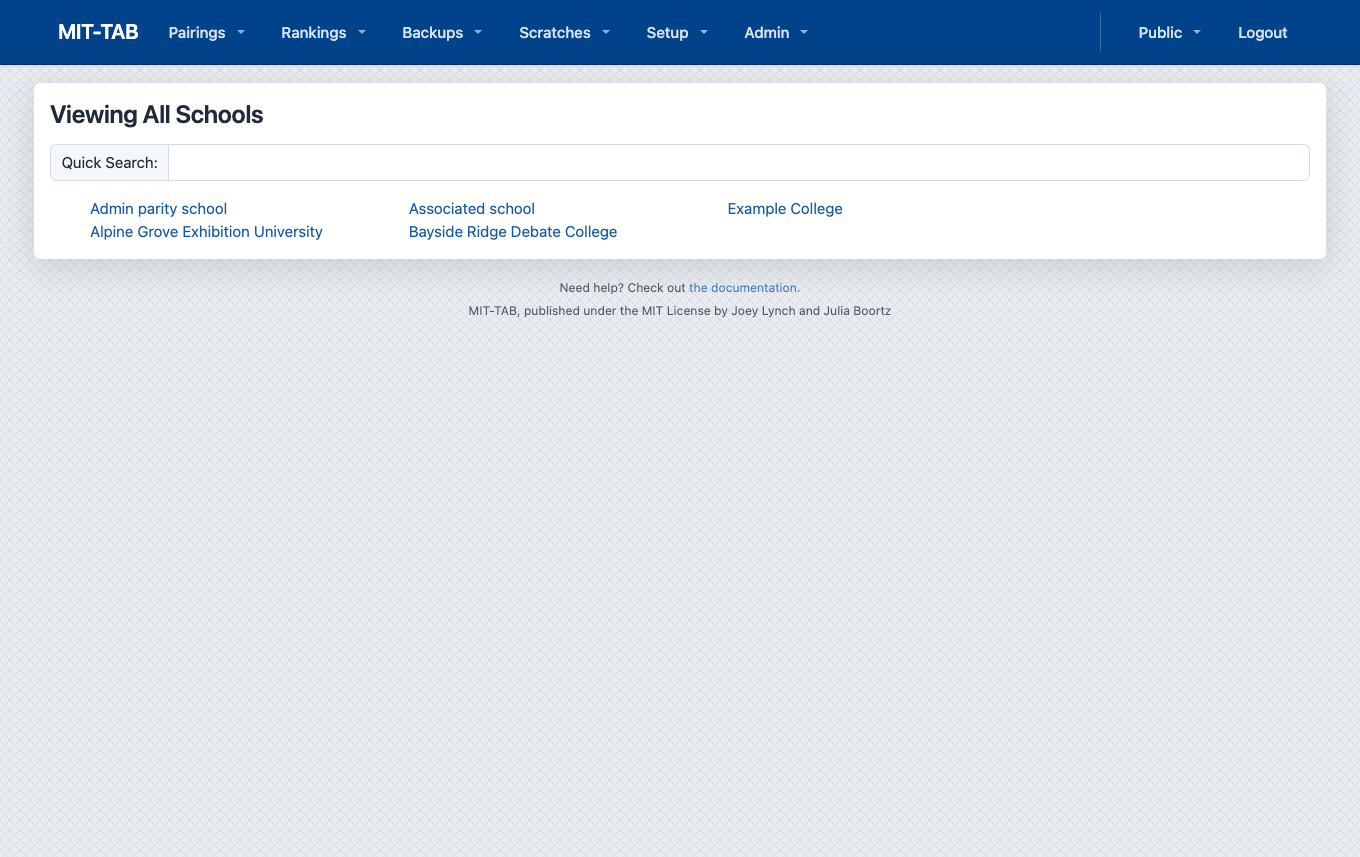 MIT-TAB Pairings Rankings Backups Scratches Setup Admin Public Logout
Viewing All Schools
Quick Search:
Admin parity school Associated school Example College
Alpine Grove Exhibition University Bayside Ridge Debate College
Need help? Check out the documentation.
MIT-TAB, published under the MIT License by Joey Lynch and Julia Boortz